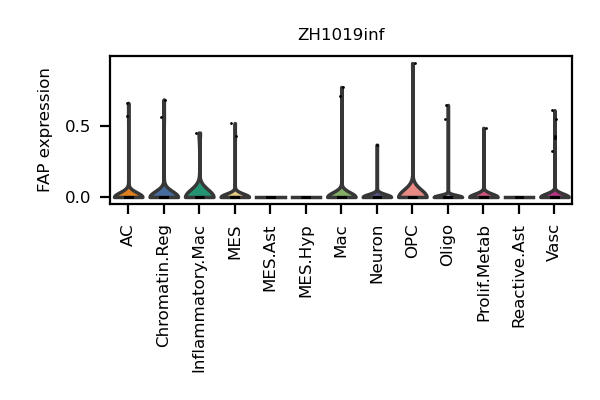 ZH1019inf
FAP expression
0.5
0.0
AC
Chromatin.Reg
Inflammatory.Mac
MES
MES.Ast
MES.Hyp
Mac
Neuron
OPC
Oligo
Prolif.Metab
Reactive.Ast
Vasc